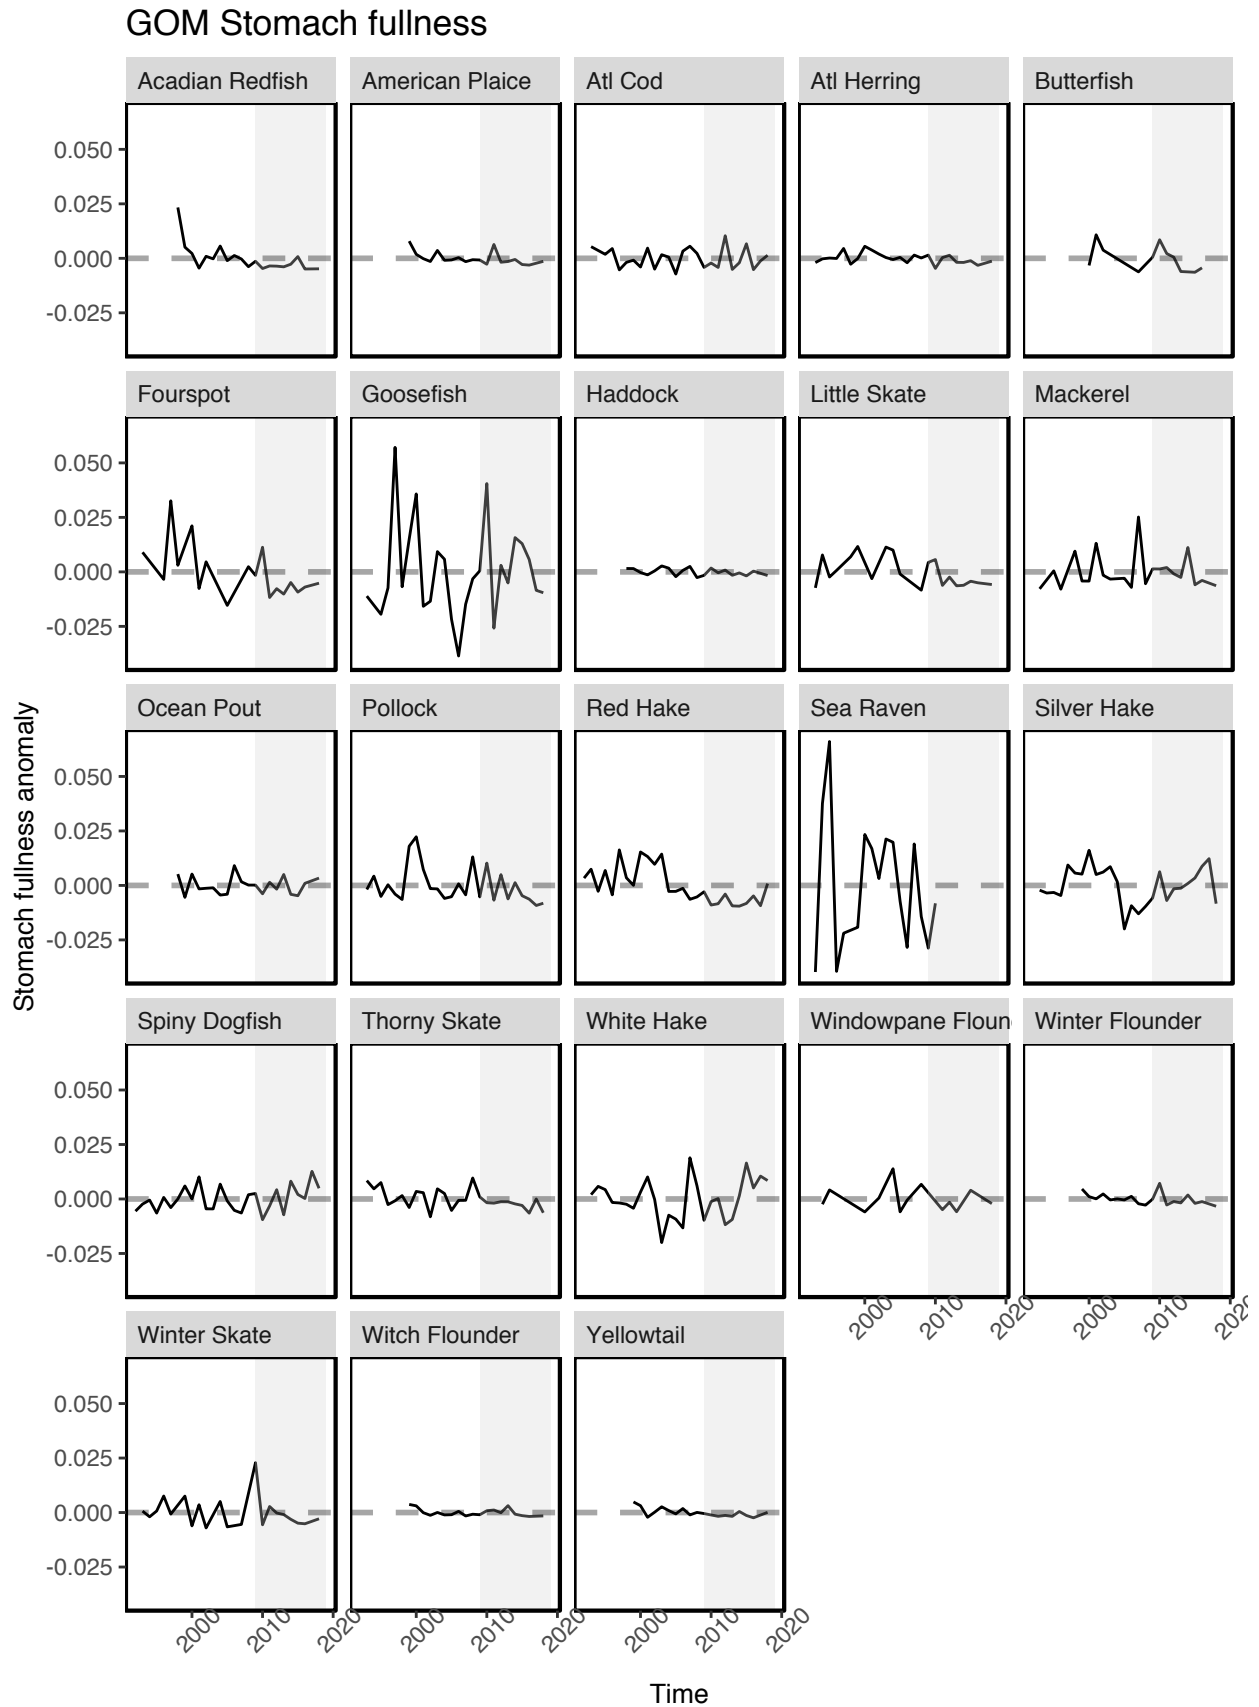 GOM Stomach fullness
Acadian Redfish American Plaice Atl Cod Atl Herring Butterfish
0.050
0.025
0.000
-0.025
Fourspot Goosefish Haddock Little Skate Mackerel
0.050
0.025
0.000
-0.025
Stomach fullness anomaly
Ocean Pout Pollock Red Hake Sea Raven Silver Hake
0.050
0.025
0.000
-0.025
Spiny Dogfish Thorny Skate White Hake Windowpane Floun Winter Flounder
0.050
0.025
0.000
-0.025
2000 2010 2020 2000 2010 2020
Winter Skate Witch Flounder Yellowtail
0.050
0.025
0.000
-0.025
2000 2010 2020 2000 2010 2020 2000 2010 2020
Time